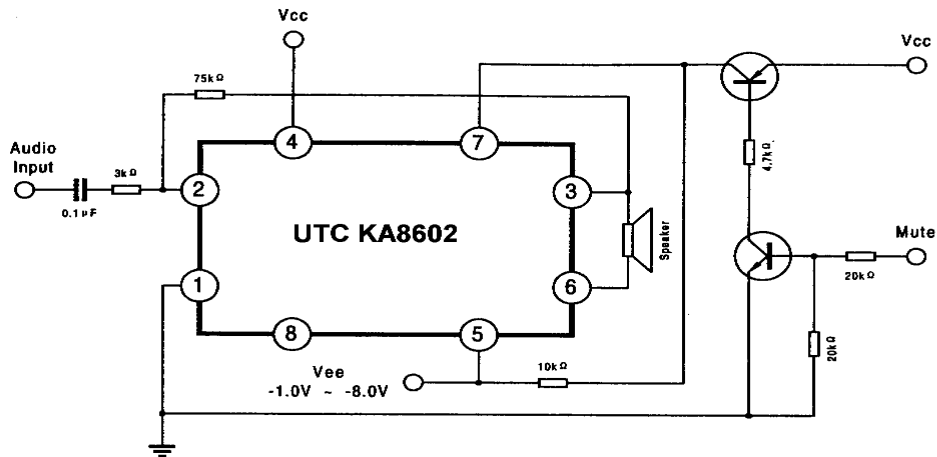 Vcc
Vcc
75kΩ
Audio
Input
4
7
3kΩ
0.1μF
2
3
4.7kΩ
UTC KA8602
Speaker
Mute
20kΩ
1
6
8
5
20kΩ
Vee
-1.0V ~ -8.0V
10kΩ